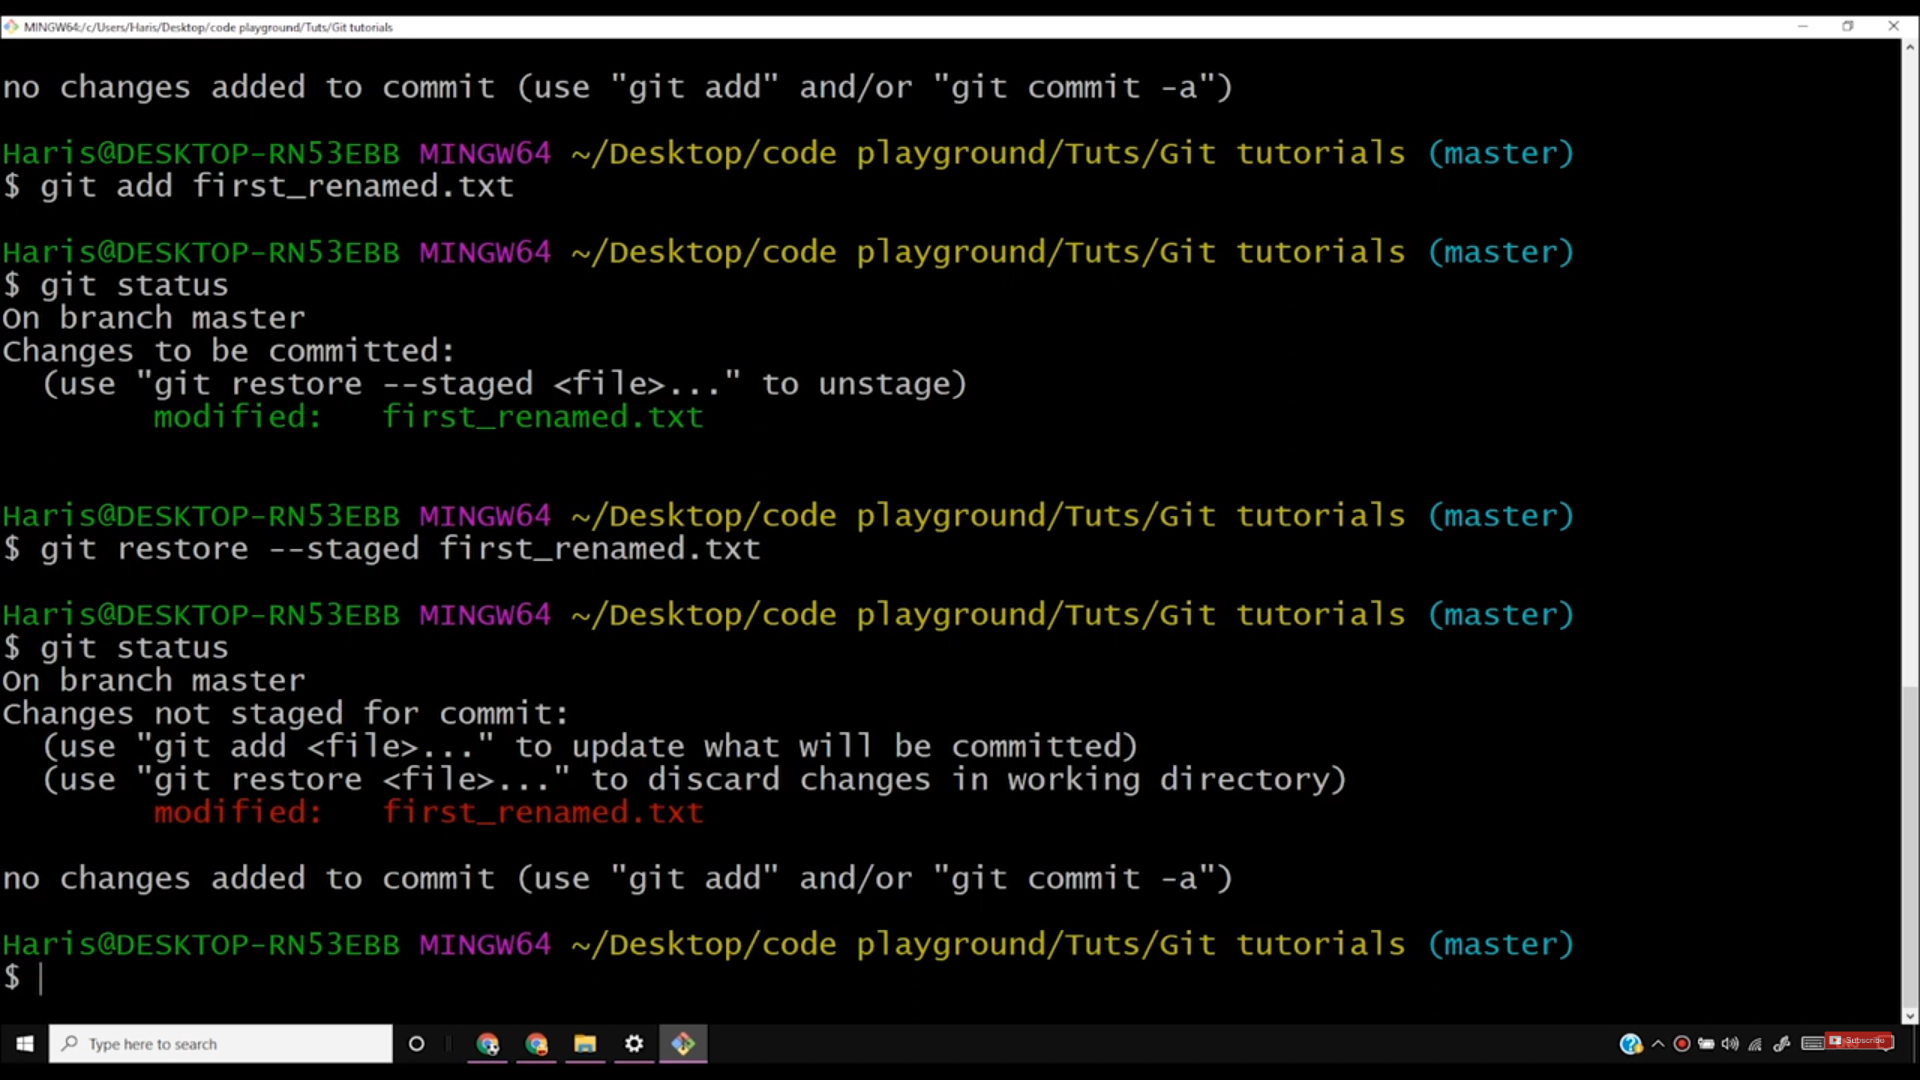 MINGW64:/c/Users/Haris/Desktop/code playground/Tuts/Git tutorials
no changes added to commit (use "git add" and/or "git commit -a")
Haris@DESKTOP-RN53EBB MINGW64 ~/Desktop/code playground/Tuts/Git tutorials (master)
$ git add first_renamed.txt
Haris@DESKTOP-RN53EBB MINGW64 ~/Desktop/code playground/Tuts/Git tutorials (master)
$ git status
On branch master
Changes to be committed:
  (use "git restore --staged <file>..." to unstage)
        modified:   first_renamed.txt
Haris@DESKTOP-RN53EBB MINGW64 ~/Desktop/code playground/Tuts/Git tutorials (master)
$ git restore --staged first_renamed.txt
Haris@DESKTOP-RN53EBB MINGW64 ~/Desktop/code playground/Tuts/Git tutorials (master)
$ git status
On branch master
Changes not staged for commit:
  (use "git add <file>..." to update what will be committed)
  (use "git restore <file>..." to discard changes in working directory)
        modified:   first_renamed.txt
no changes added to commit (use "git add" and/or "git commit -a")
Haris@DESKTOP-RN53EBB MINGW64 ~/Desktop/code playground/Tuts/Git tutorials (master)
$
Type here to search
Subscribe